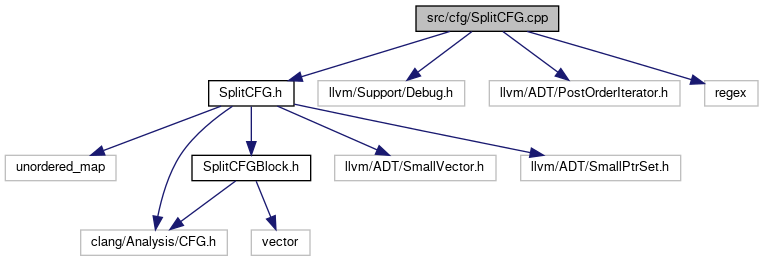 src/cfg/SplitCFG.cpp
SplitCFG.h
llvm/Support/Debug.h
llvm/ADT/PostOrderIterator.h
regex
unordered_map
SplitCFGBlock.h
llvm/ADT/SmallVector.h
llvm/ADT/SmallPtrSet.h
clang/Analysis/CFG.h
vector